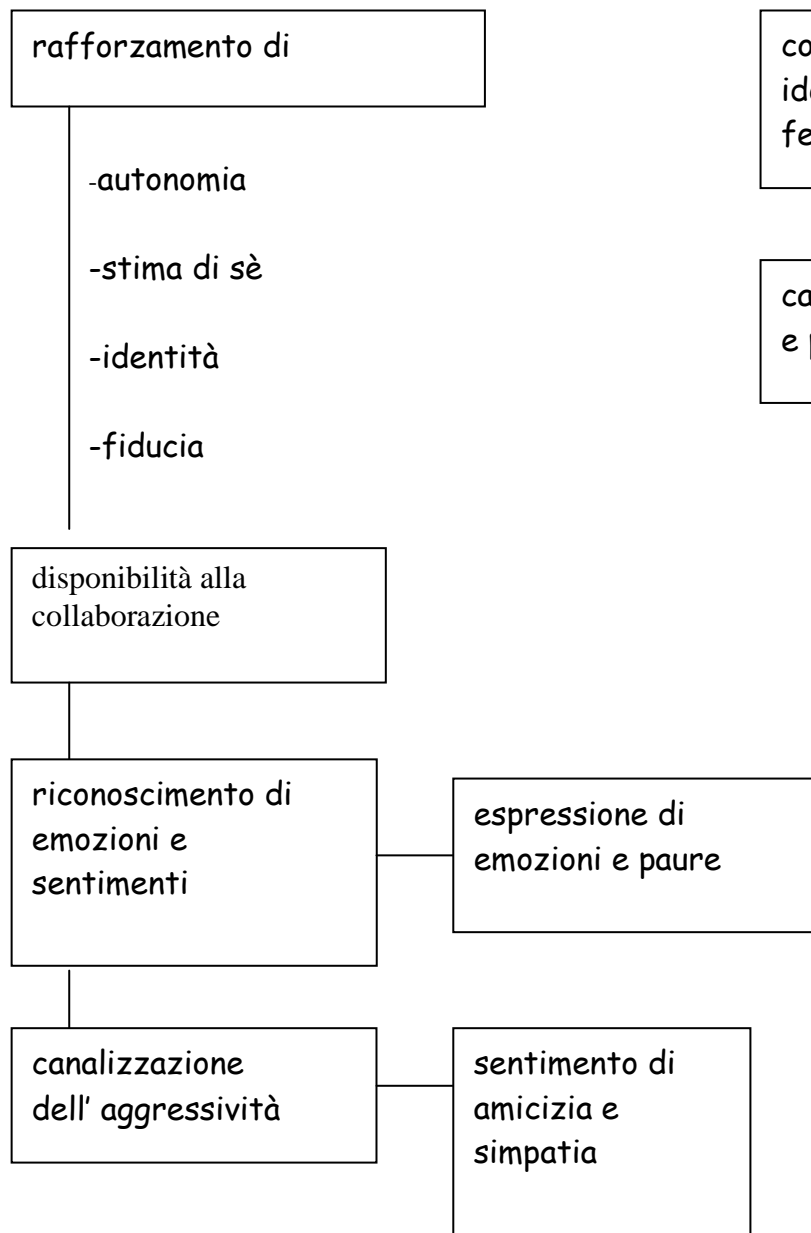 rafforzamento di
-autonomia
-stima di sè
-identità
-fiducia
disponibilità alla
collaborazione
riconoscimento di
emozioni e
sentimenti
espressione di
emozioni e paure
canalizzazione
dell' aggressività
sentimento di
amicizia e
simpatia